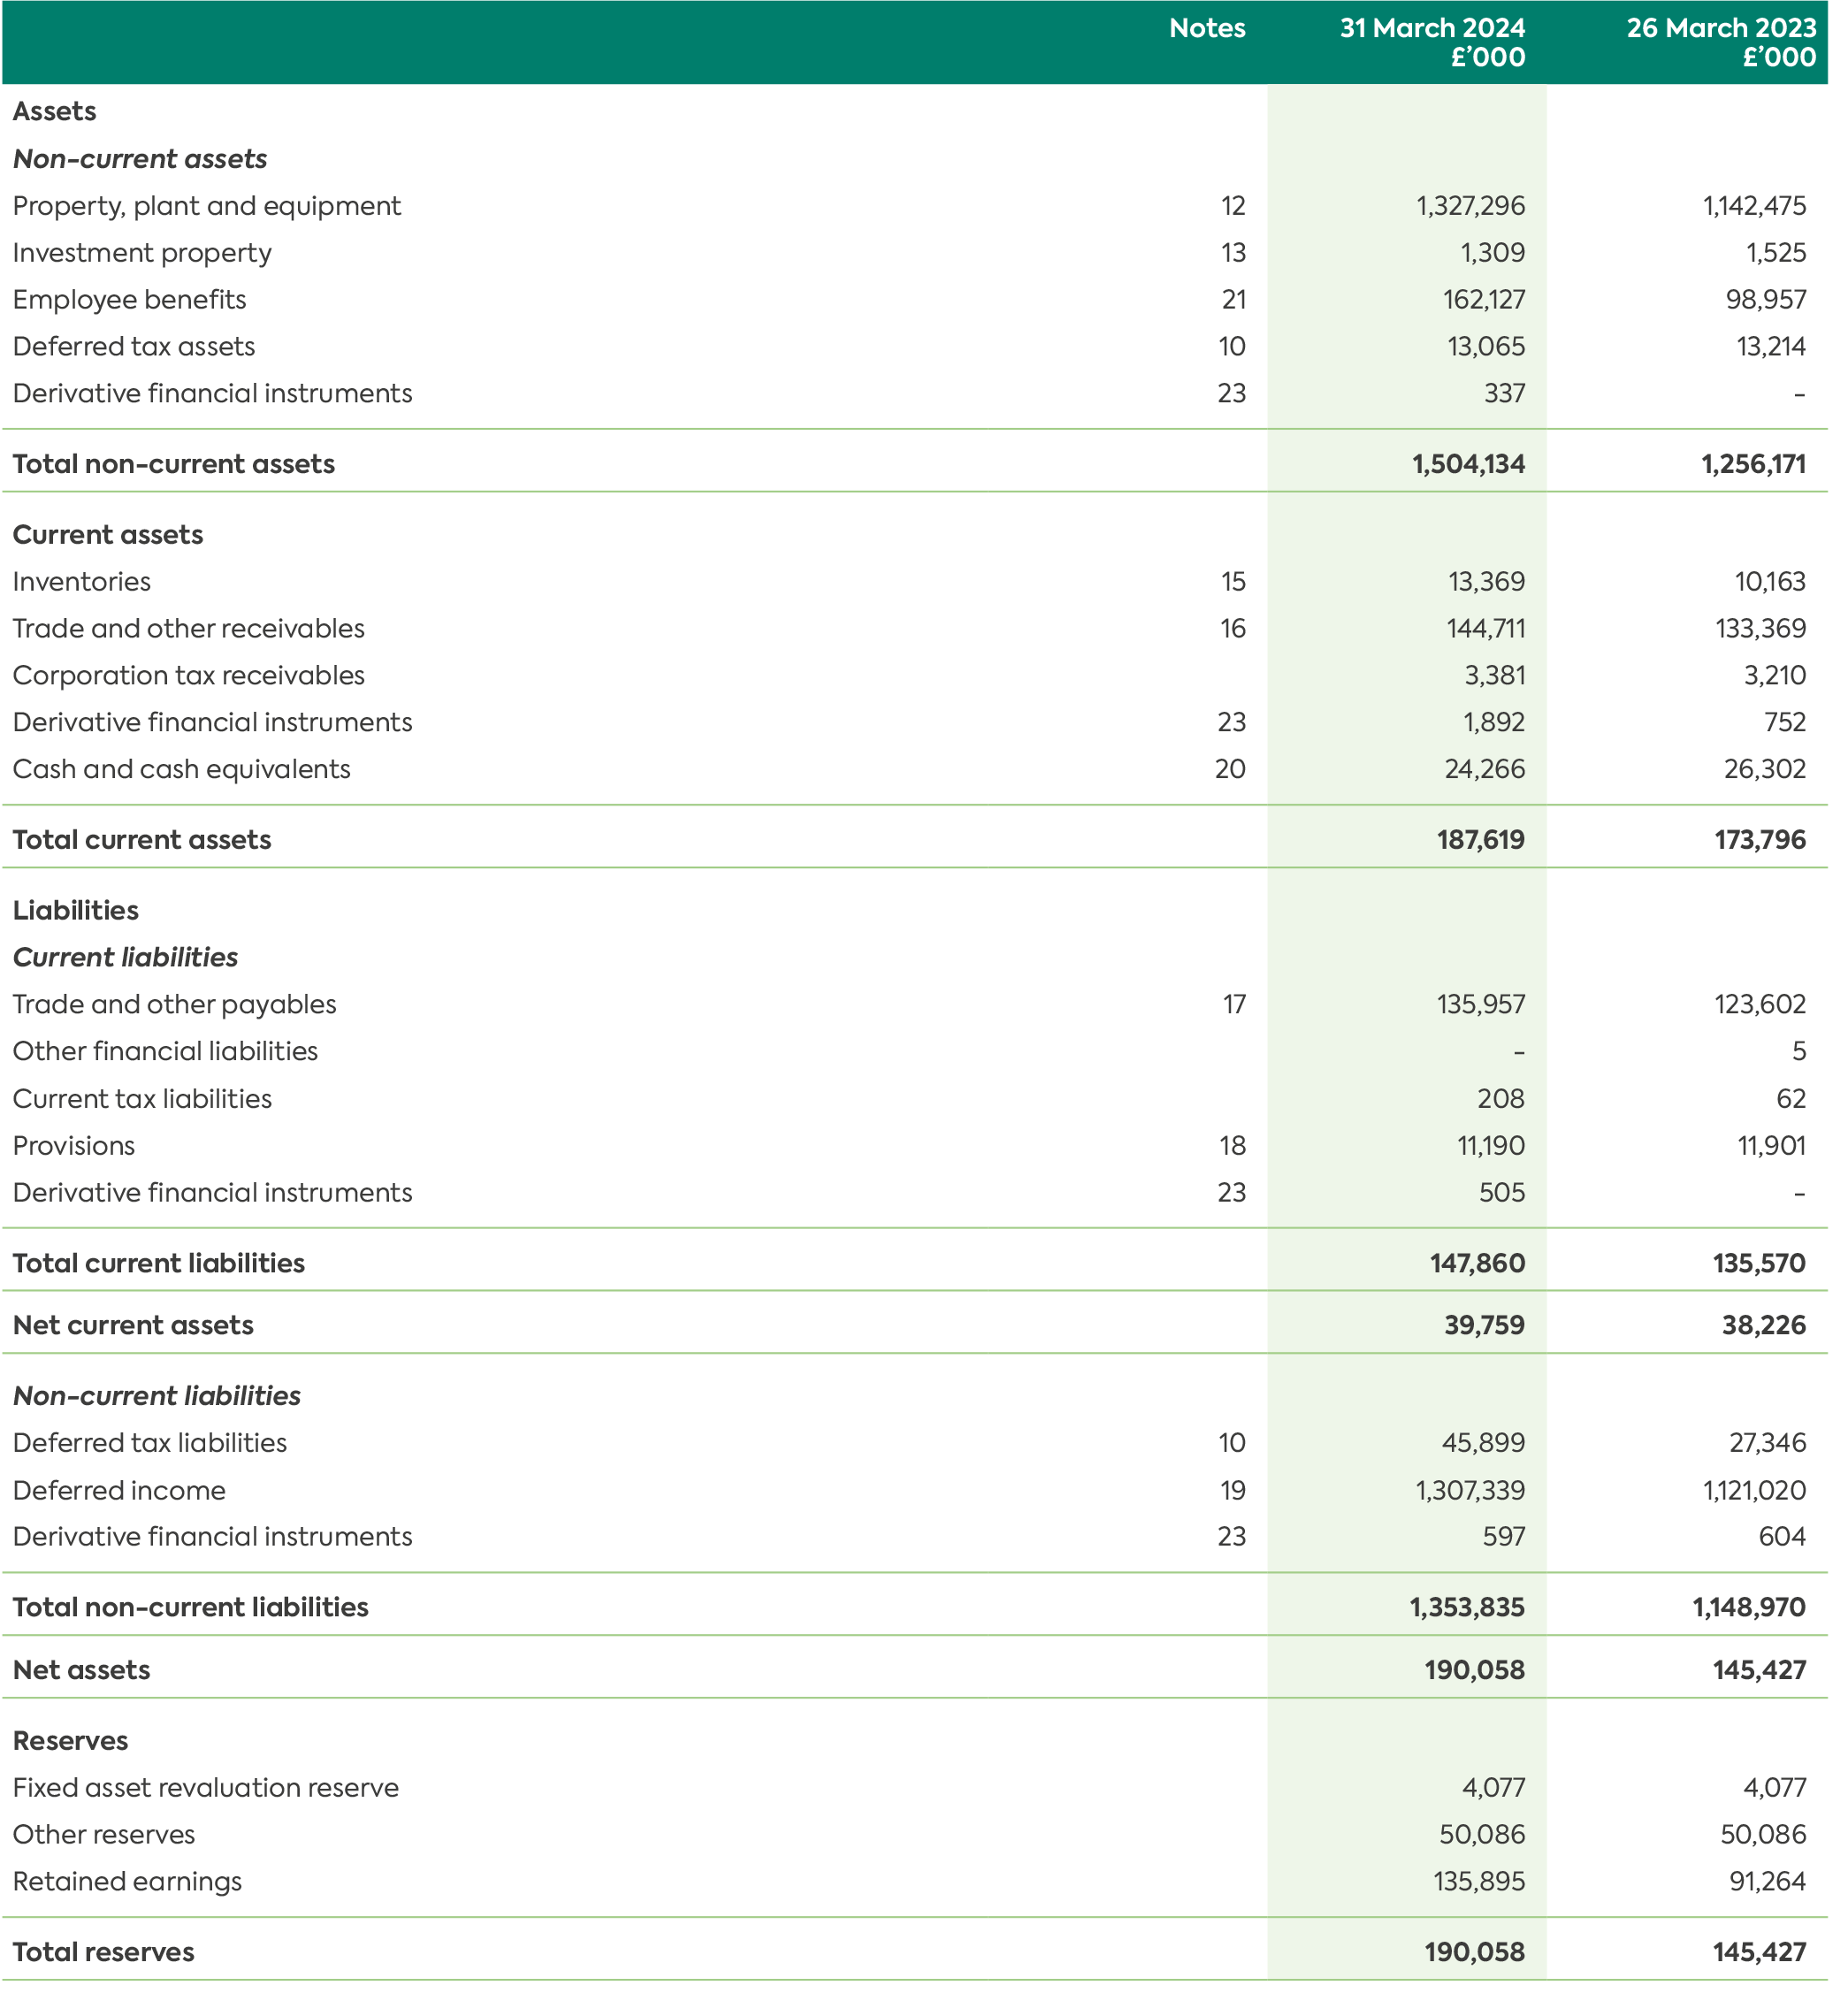 Notes 31 March 2024 26 March 2023
£’000 £’000
Assets
Non-current assets
Property, plant and equipment 12 1,327,296 1,142,475
Investment property 13 1,309 1,525
Employee benefits 21 162,127 98,957
Deferred tax assets 10 13,065 13,214
Derivative financial instruments 23 337 -
Total non-current assets 1,504,134 1,256,171
Current assets
Inventories 15 13,369 10,163
Trade and other receivables 16 144,711 133,369
Corporation tax receivables 3,381 3,210
Derivative financial instruments 23 1,892 752
Cash and cash equivalents 20 24,266 26,302
Total current assets 187,619 173,796
Liabilities
Current liabilities
Trade and other payables 17 135,957 123,602
Other financial liabilities - 5
Current tax liabilities 208 62
Provisions 18 11,190 11,901
Derivative financial instruments 23 505 -
Total current liabilities 147,860 135,570
Net current assets 39,759 38,226
Non-current liabilities
Deferred tax liabilities 10 45,899 27,346
Deferred income 19 1,307,339 1,121,020
Derivative financial instruments 23 597 604
Total non-current liabilities 1,353,835 1,148,970
Net assets 190,058 145,427
Reserves
Fixed asset revaluation reserve 4,077 4,077
Other reserves 50,086 50,086
Retained earnings 135,895 91,264
Total reserves 190,058 145,427